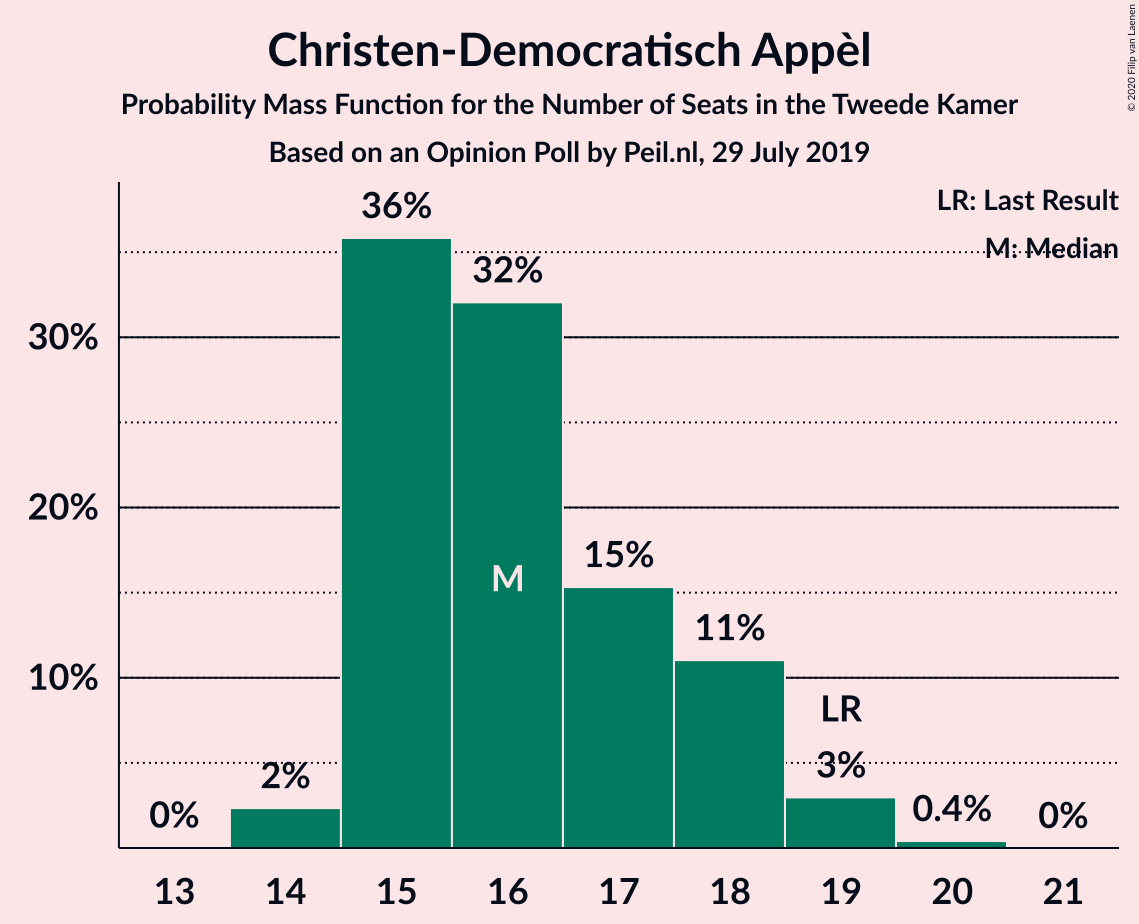 Christen-Democratisch Appèl
Probability Mass Function for the Number of Seats in the Tweede Kamer
Based on an Opinion Poll by Peil.nl, 29 July 2019
© 2020 Filip van Laenen
LR: Last Result
M: Median
36%
32%
30%
20%
15%
M
11%
10%
LR
3%
2%
0%
0.4%
0%
13 14 15 16 17 18 19 20 21